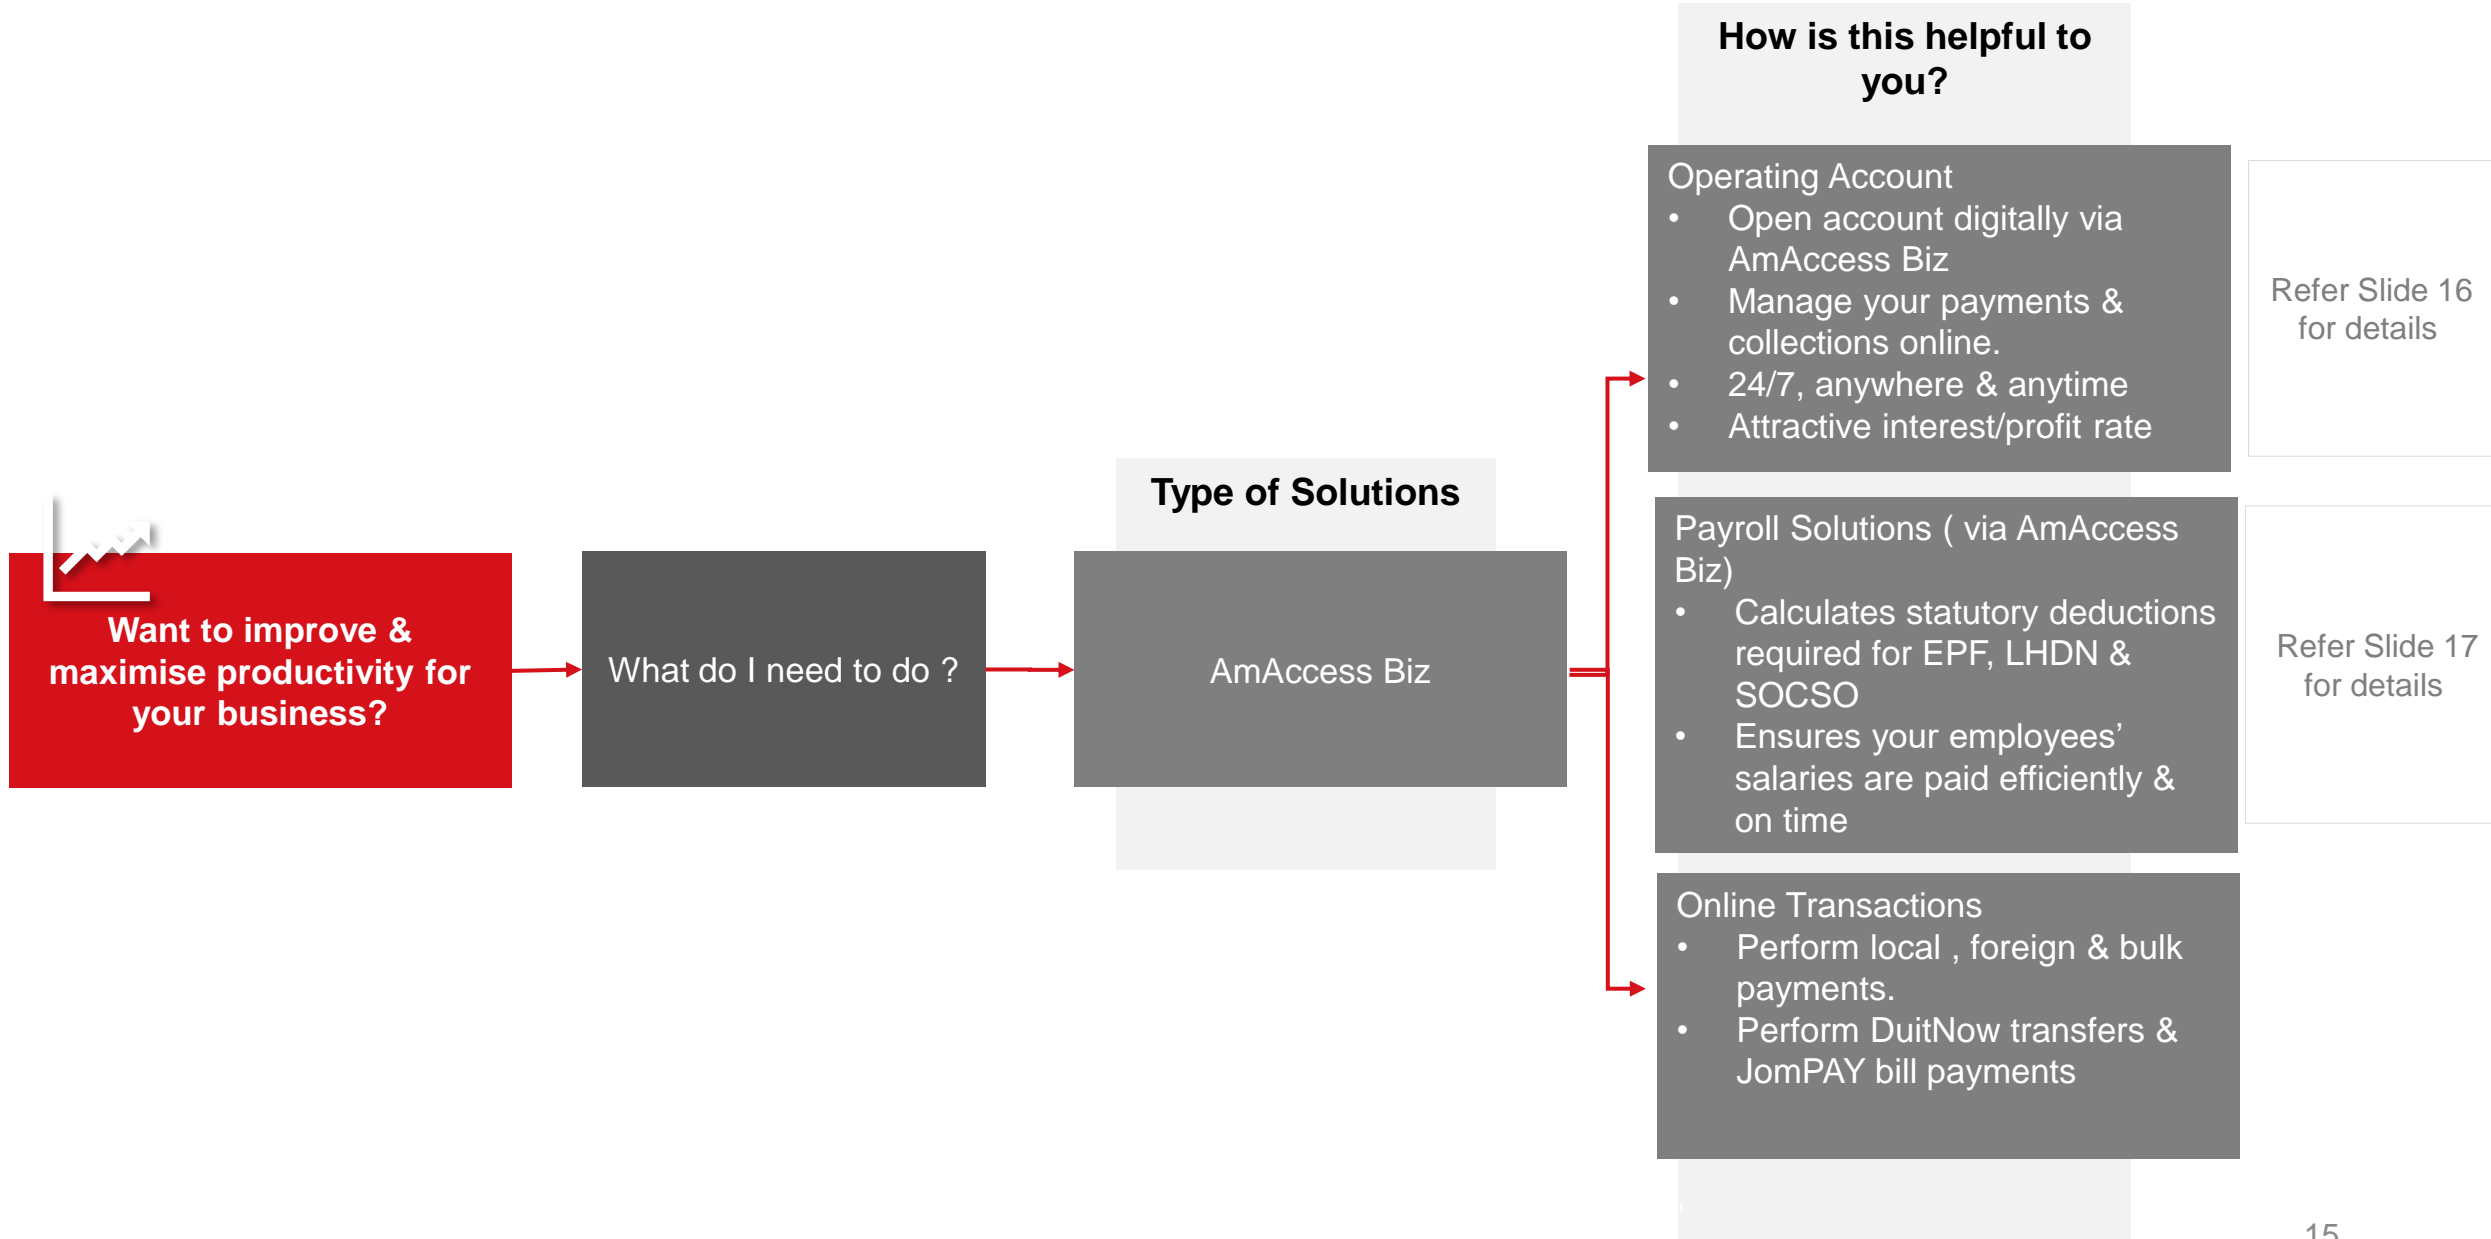 How is this helpful to
you?
Operating Account
• Open account digitally via
AmAccess Biz
• Manage your payments &
collections online.
• 24/7, anywhere & anytime
• Attractive interest/profit rate
Refer Slide 16
for details
Type of Solutions
Want to improve &
maximise productivity for
your business?
What do I need to do ?
AmAccess Biz
Payroll Solutions ( via AmAccess
Biz)
• Calculates statutory deductions
required for EPF, LHDN &
SOCSO
• Ensures your employees’
salaries are paid efficiently &
on time
Refer Slide 17
for details
Online Transactions
• Perform local , foreign & bulk
payments.
• Perform DuitNow transfers &
JomPAY bill payments
15